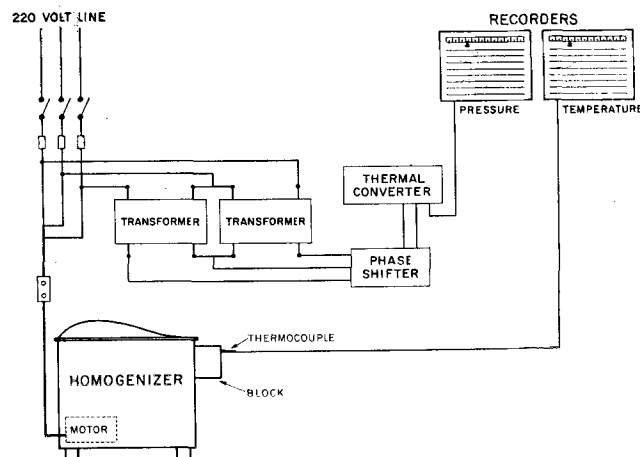 220 VOLT LINE
RECORDERS
PRESSURE
TEMPERATURE
THERMAL
CONVERTER
TRANSFORMER
TRANSFORMER
PHASE
SHIFTER
THERMOCOUPLE
HOMOGENIZER
BLOCK
MOTOR